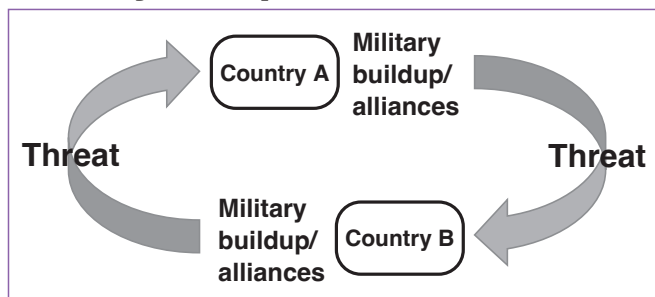 Country A
Military
buildup/
alliances
Threat
Threat
Military
buildup/
alliances
Country B